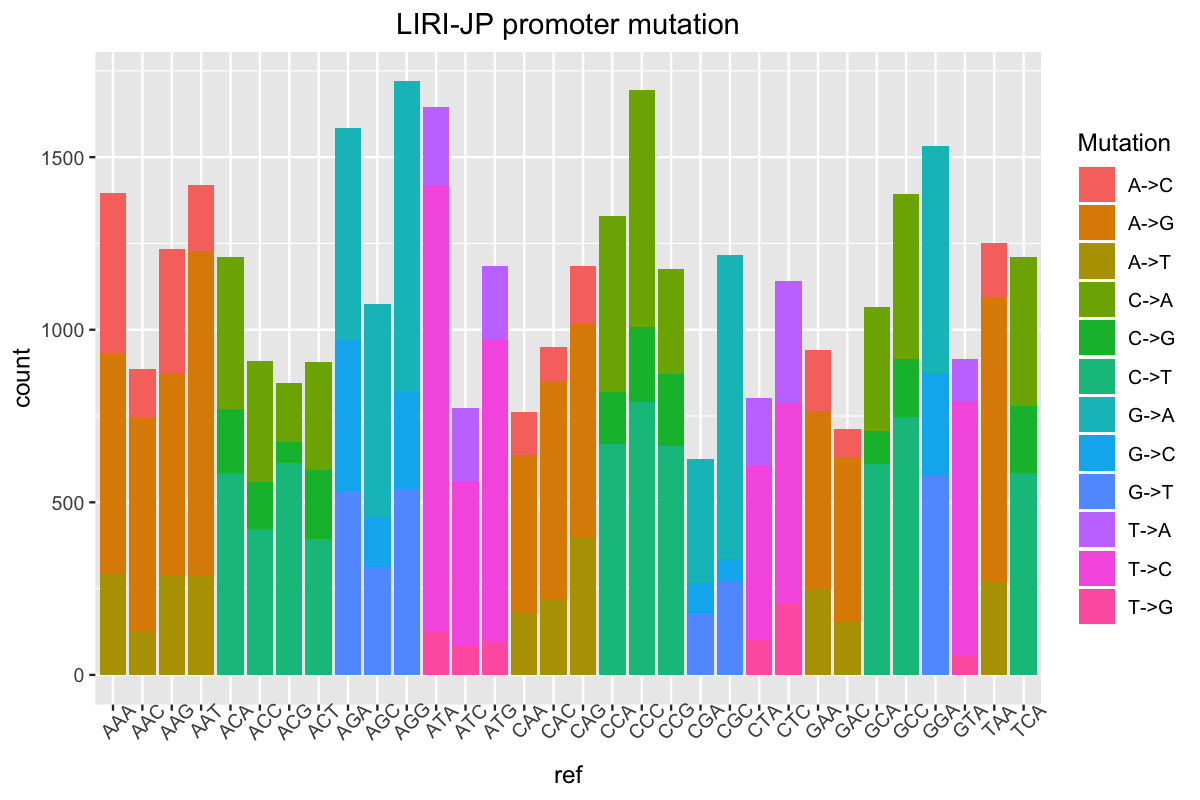 LIRI-JP promoter mutation
count
1500
1000
500
0
AAA AAC AAG AAT ACA ACC ACG ACT AGA AGC AGG ATA ATC ATG CAA CAC CAG CCA CCC CCG CGA CGC CTA CTC GAA GAC GCA GCC GGA GTA TAA TCA
ref
Mutation
A->C
A->G
A->T
C->A
C->G
C->T
G->A
G->C
G->T
T->A
T->C
T->G